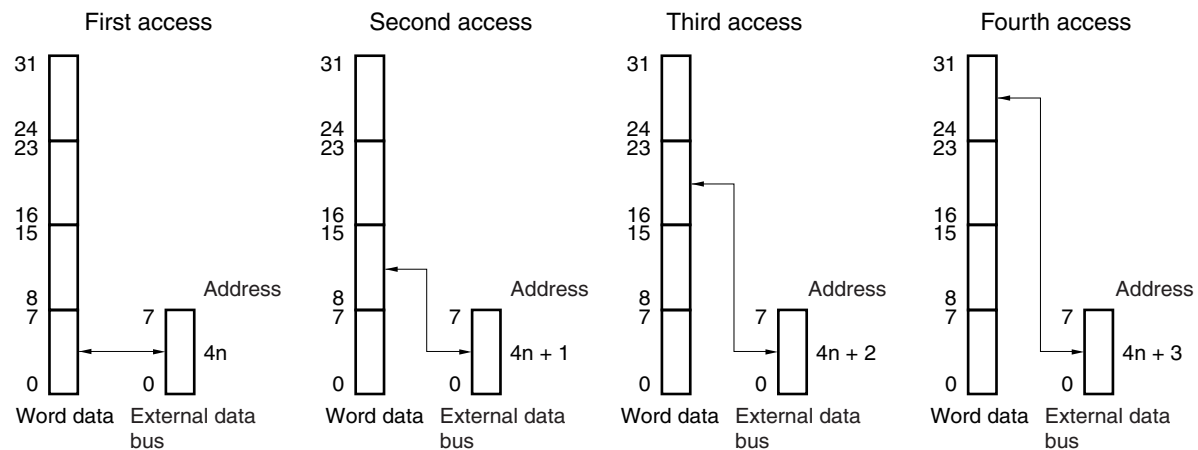 First access
31
24
23
16
15
8
7
0
Address
7
4n
0
Word data
External data
bus
Second access
31
24
23
16
15
8
7
0
Address
7
4n + 1
0
Word data
External data
bus
Third access
31
24
23
16
15
8
7
0
Address
7
4n + 2
0
Word data
External data
bus
Fourth access
31
24
23
16
15
8
7
0
Address
7
4n + 3
0
Word data
External data
bus